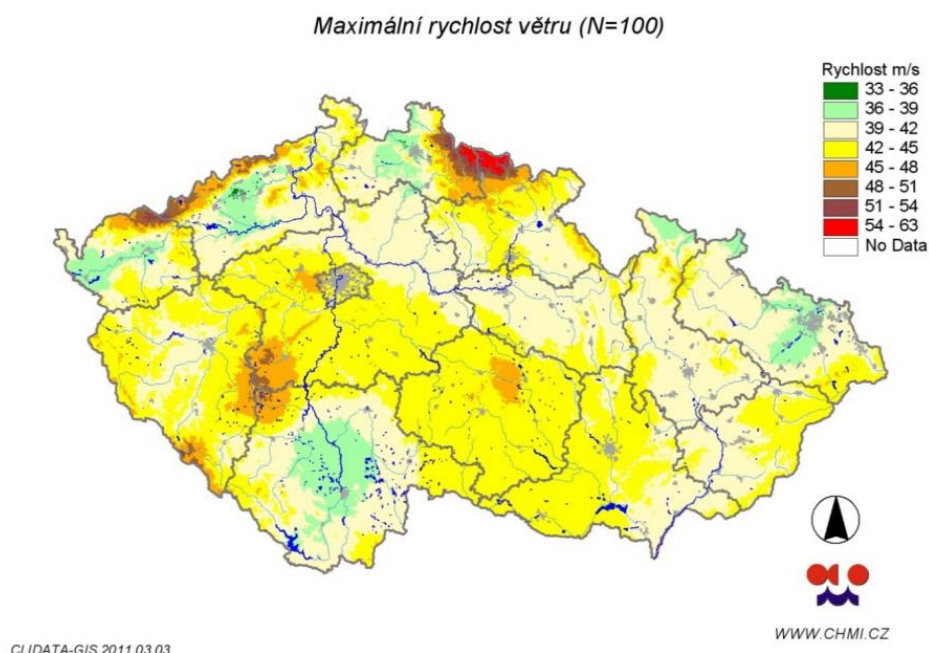 Maximální rychlost větru (N=100)
Rychlost m/s
33 - 36
36 - 39
39 - 42
42 - 45
45 - 48
48 - 51
51 - 54
54 - 63
No Data
WWW.CHMI.CZ
CLIDATA-GIS 2011.03.03